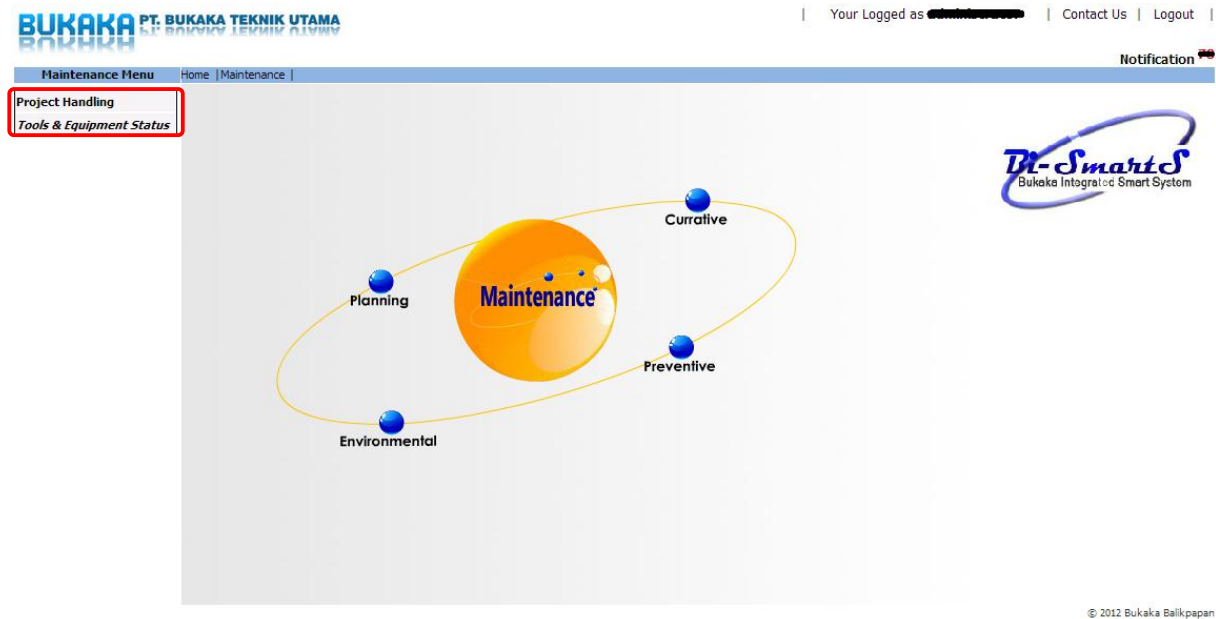 BUKAKA PT. BUKAKA TEKNIK UTAMA
| Your Logged as | Contact Us | Logout |
Notification
Maintenance Menu Home | Maintenance |
Project Handling
Tools & Equipment Status
Bi-SmartS
Bukaka Integrated Smart System
Currative
Planning
Maintenance
Preventive
Environmental
© 2012 Bukaka Balikpapan